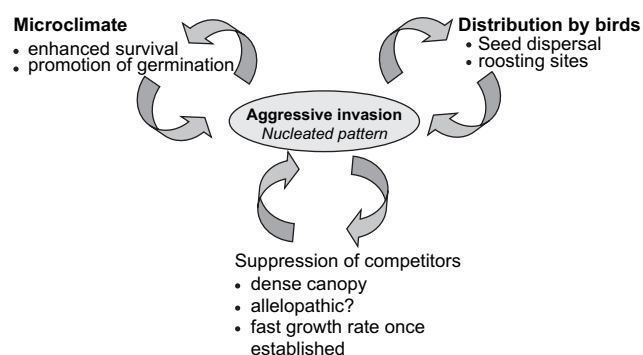 Microclimate
• enhanced survival
• promotion of germination
Distribution by birds
• Seed dispersal
• roosting sites
Aggressive invasion
Nucleated pattern
Suppression of competitors
• dense canopy
• allelopathic?
• fast growth rate once
established